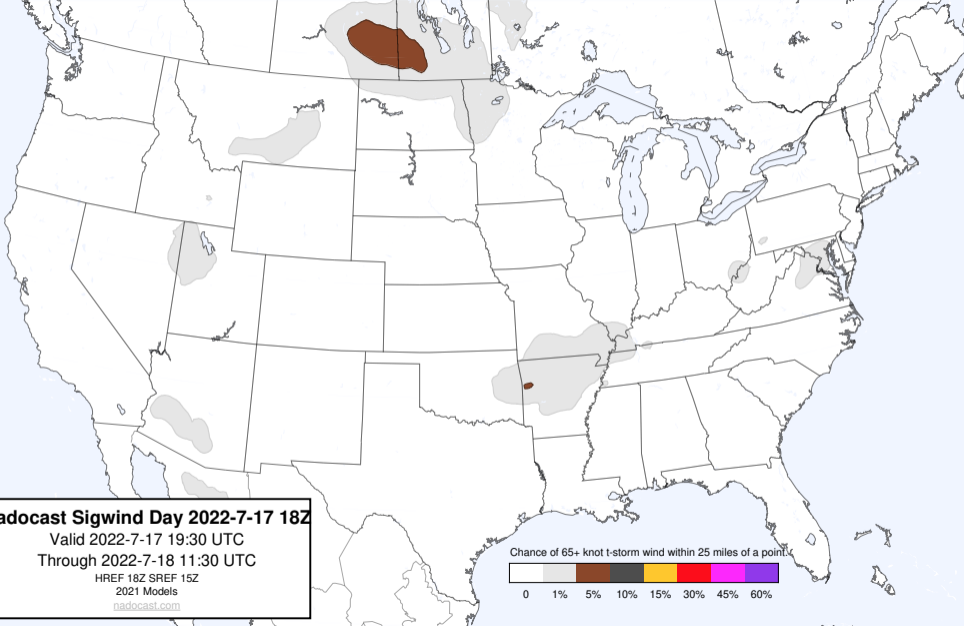 adocast Sigwind Day 2022-7-17 18Z
Valid 2022-7-17 19:30 UTC
Through 2022-7-18 11:30 UTC
HREF 18Z SREF 15Z
2021 Models
nadocast.com
Chance of 65+ knot t-storm wind within 25 miles of a point.
0 1% 5% 10% 15% 30% 45% 60%